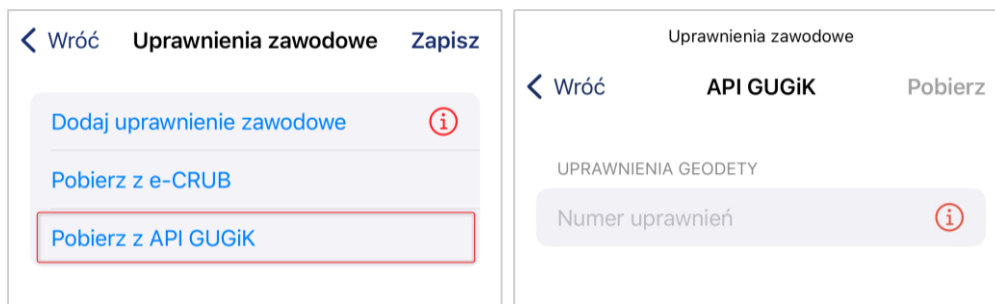 Wróć Uprawnienia zawodowe Zapisz
Dodaj uprawnienie zawodowe
Pobierz z e-CRUB
Pobierz z API GUGiK
Uprawnienia zawodowe
Wróć API GUGiK Pobierz
UPRAWNIENIA GEODETY
Numer uprawnień